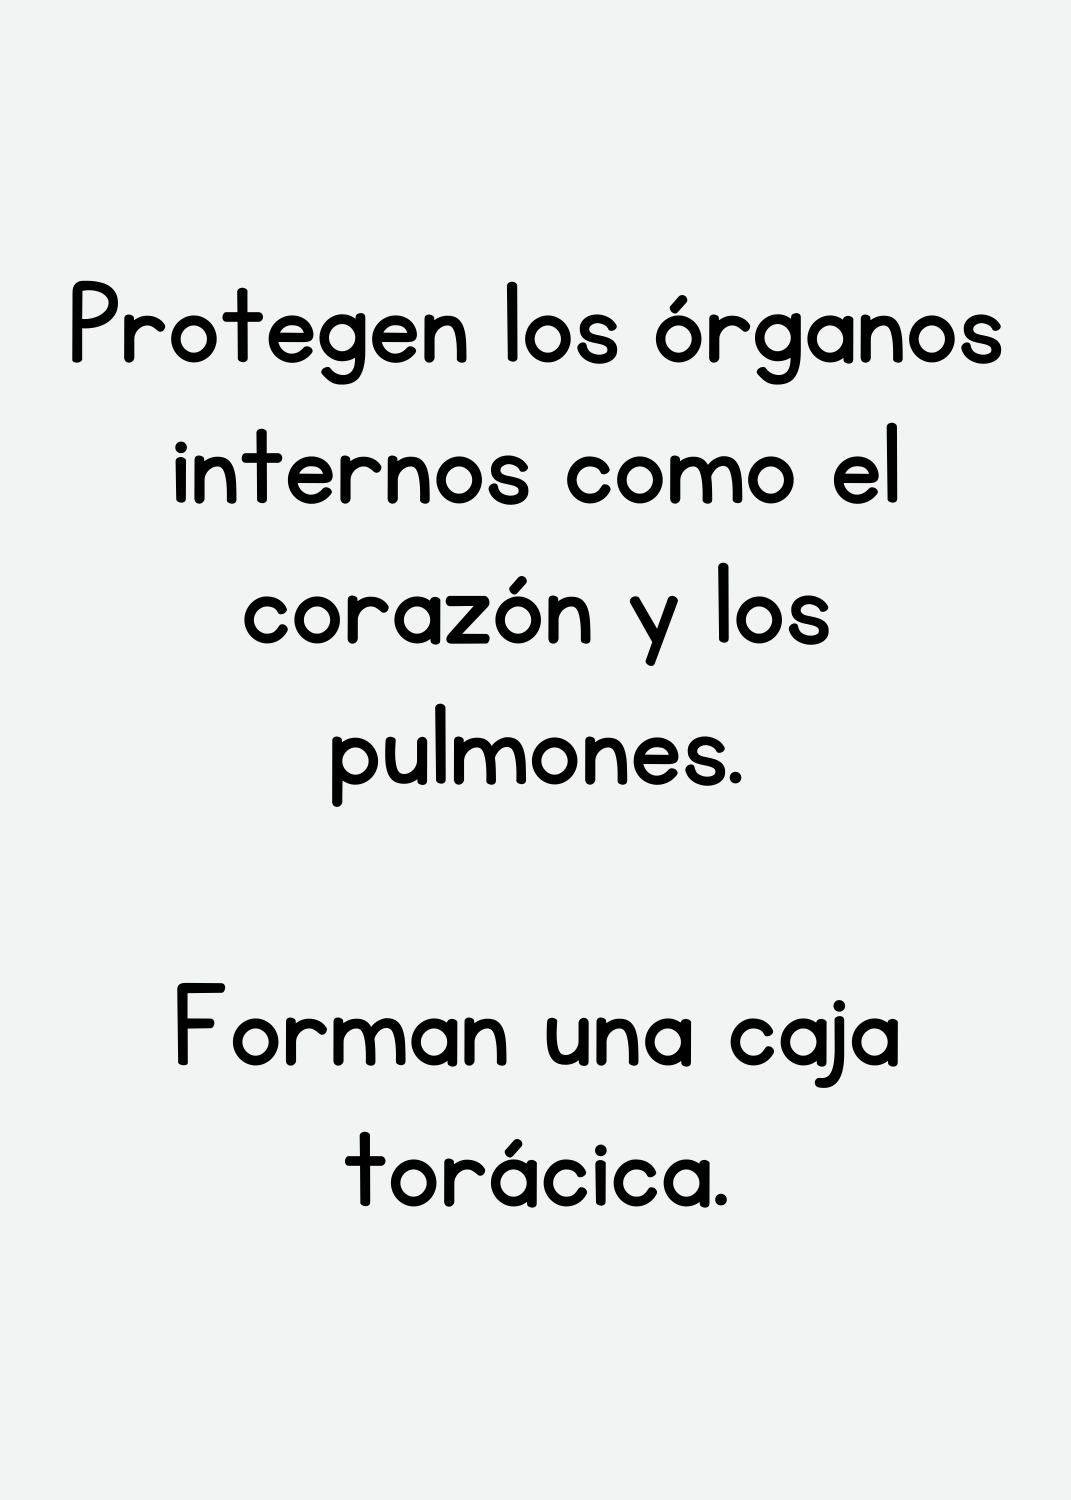 Protegen los órganos
internos como el
corazón y los
pulmones.
Forman una caja
torácica.